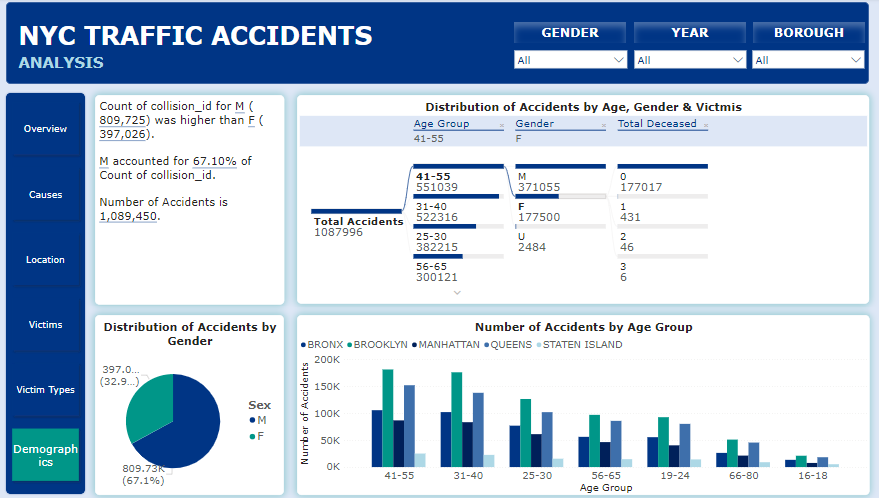 NYC TRAFFIC ACCIDENTS
ANALYSIS
GENDER
YEAR
BOROUGH
All
All
All
Overview
Causes
Location
Victims
Victim Types
Demograph
ics
Count of collision_id for M (
809,725) was higher than F (
397,026).
M accounted for 67.10% of
Count of collision_id.
Number of Accidents is
1,089,450.
Distribution of Accidents by Age, Gender & Victmis
Age Group
Gender
Total Deceased
41-55
F
Total Accidents
1087996
41-55
551039
31-40
522316
25-30
382215
56-65
300121
M
371055
F
177500
U
2484
0
177017
1
431
2
46
3
6
Distribution of Accidents by
Gender
397.0...
(32.9...)
809.73K
(67.1%)
Sex
M
F
Number of Accidents by Age Group
BRONX BROOKLYN MANHATTAN QUEENS STATEN ISLAND
Number of Accidents
200K
150K
100K
50K
0K
41-55 31-40 25-30 56-65 19-24 66-80 16-18
Age Group